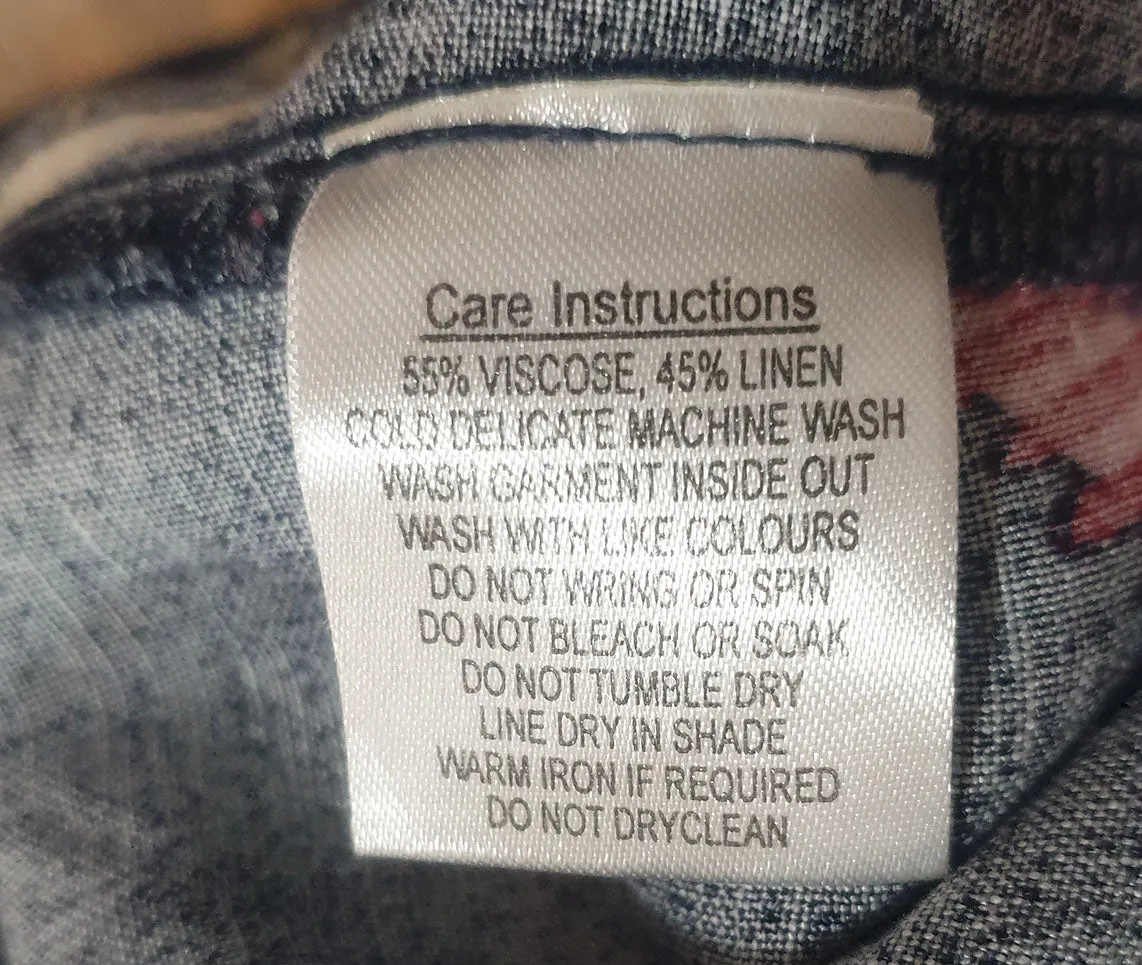 Care Instructions
55% VISCOSE, 45% LINEN
COLD DELICATE MACHINE WASH
WASH GARMENT INSIDE OUT
WASH WITH LIKE COLOURS
DO NOT WRING OR SPIN
DO NOT BLEACH OR SOAK
DO NOT TUMBLE DRY
LINE DRY IN SHADE
WARM IRON IF REQUIRED
DO NOT DRYCLEAN